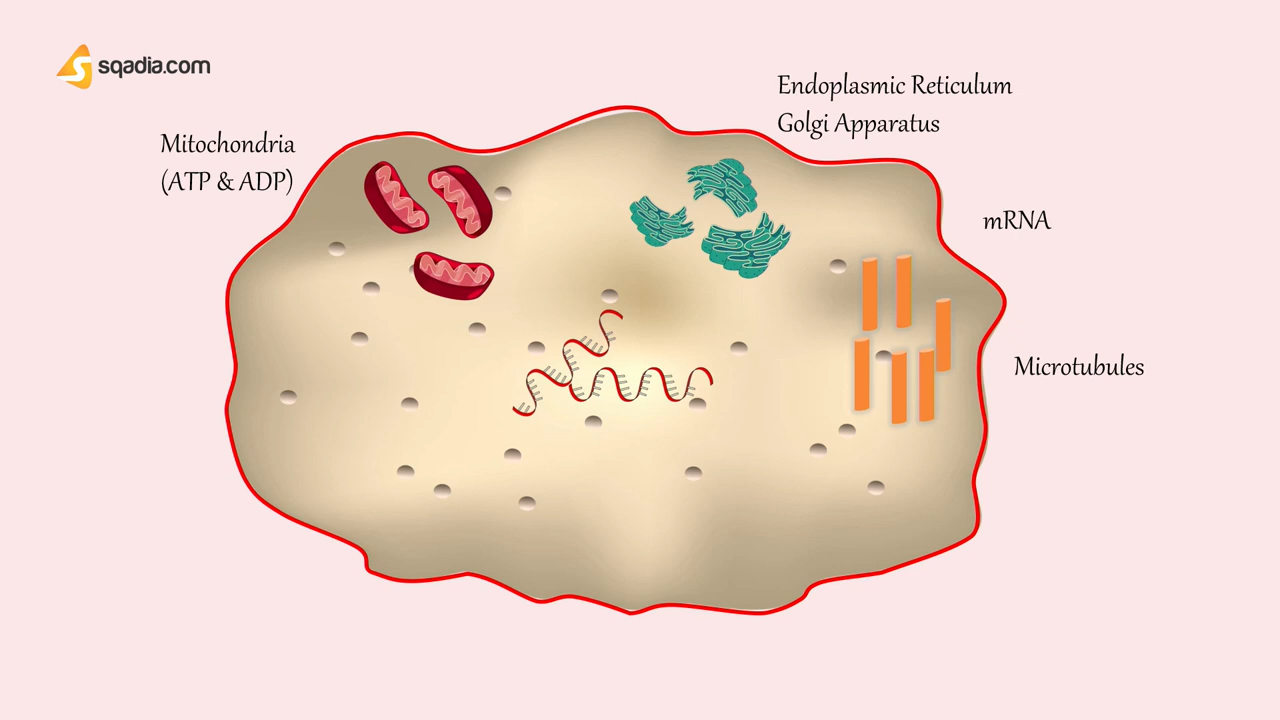 sqadia.com
Endoplasmic Reticulum
Golgi Apparatus
Mitochondria
(ATP & ADP)
mRNA
Microtubules